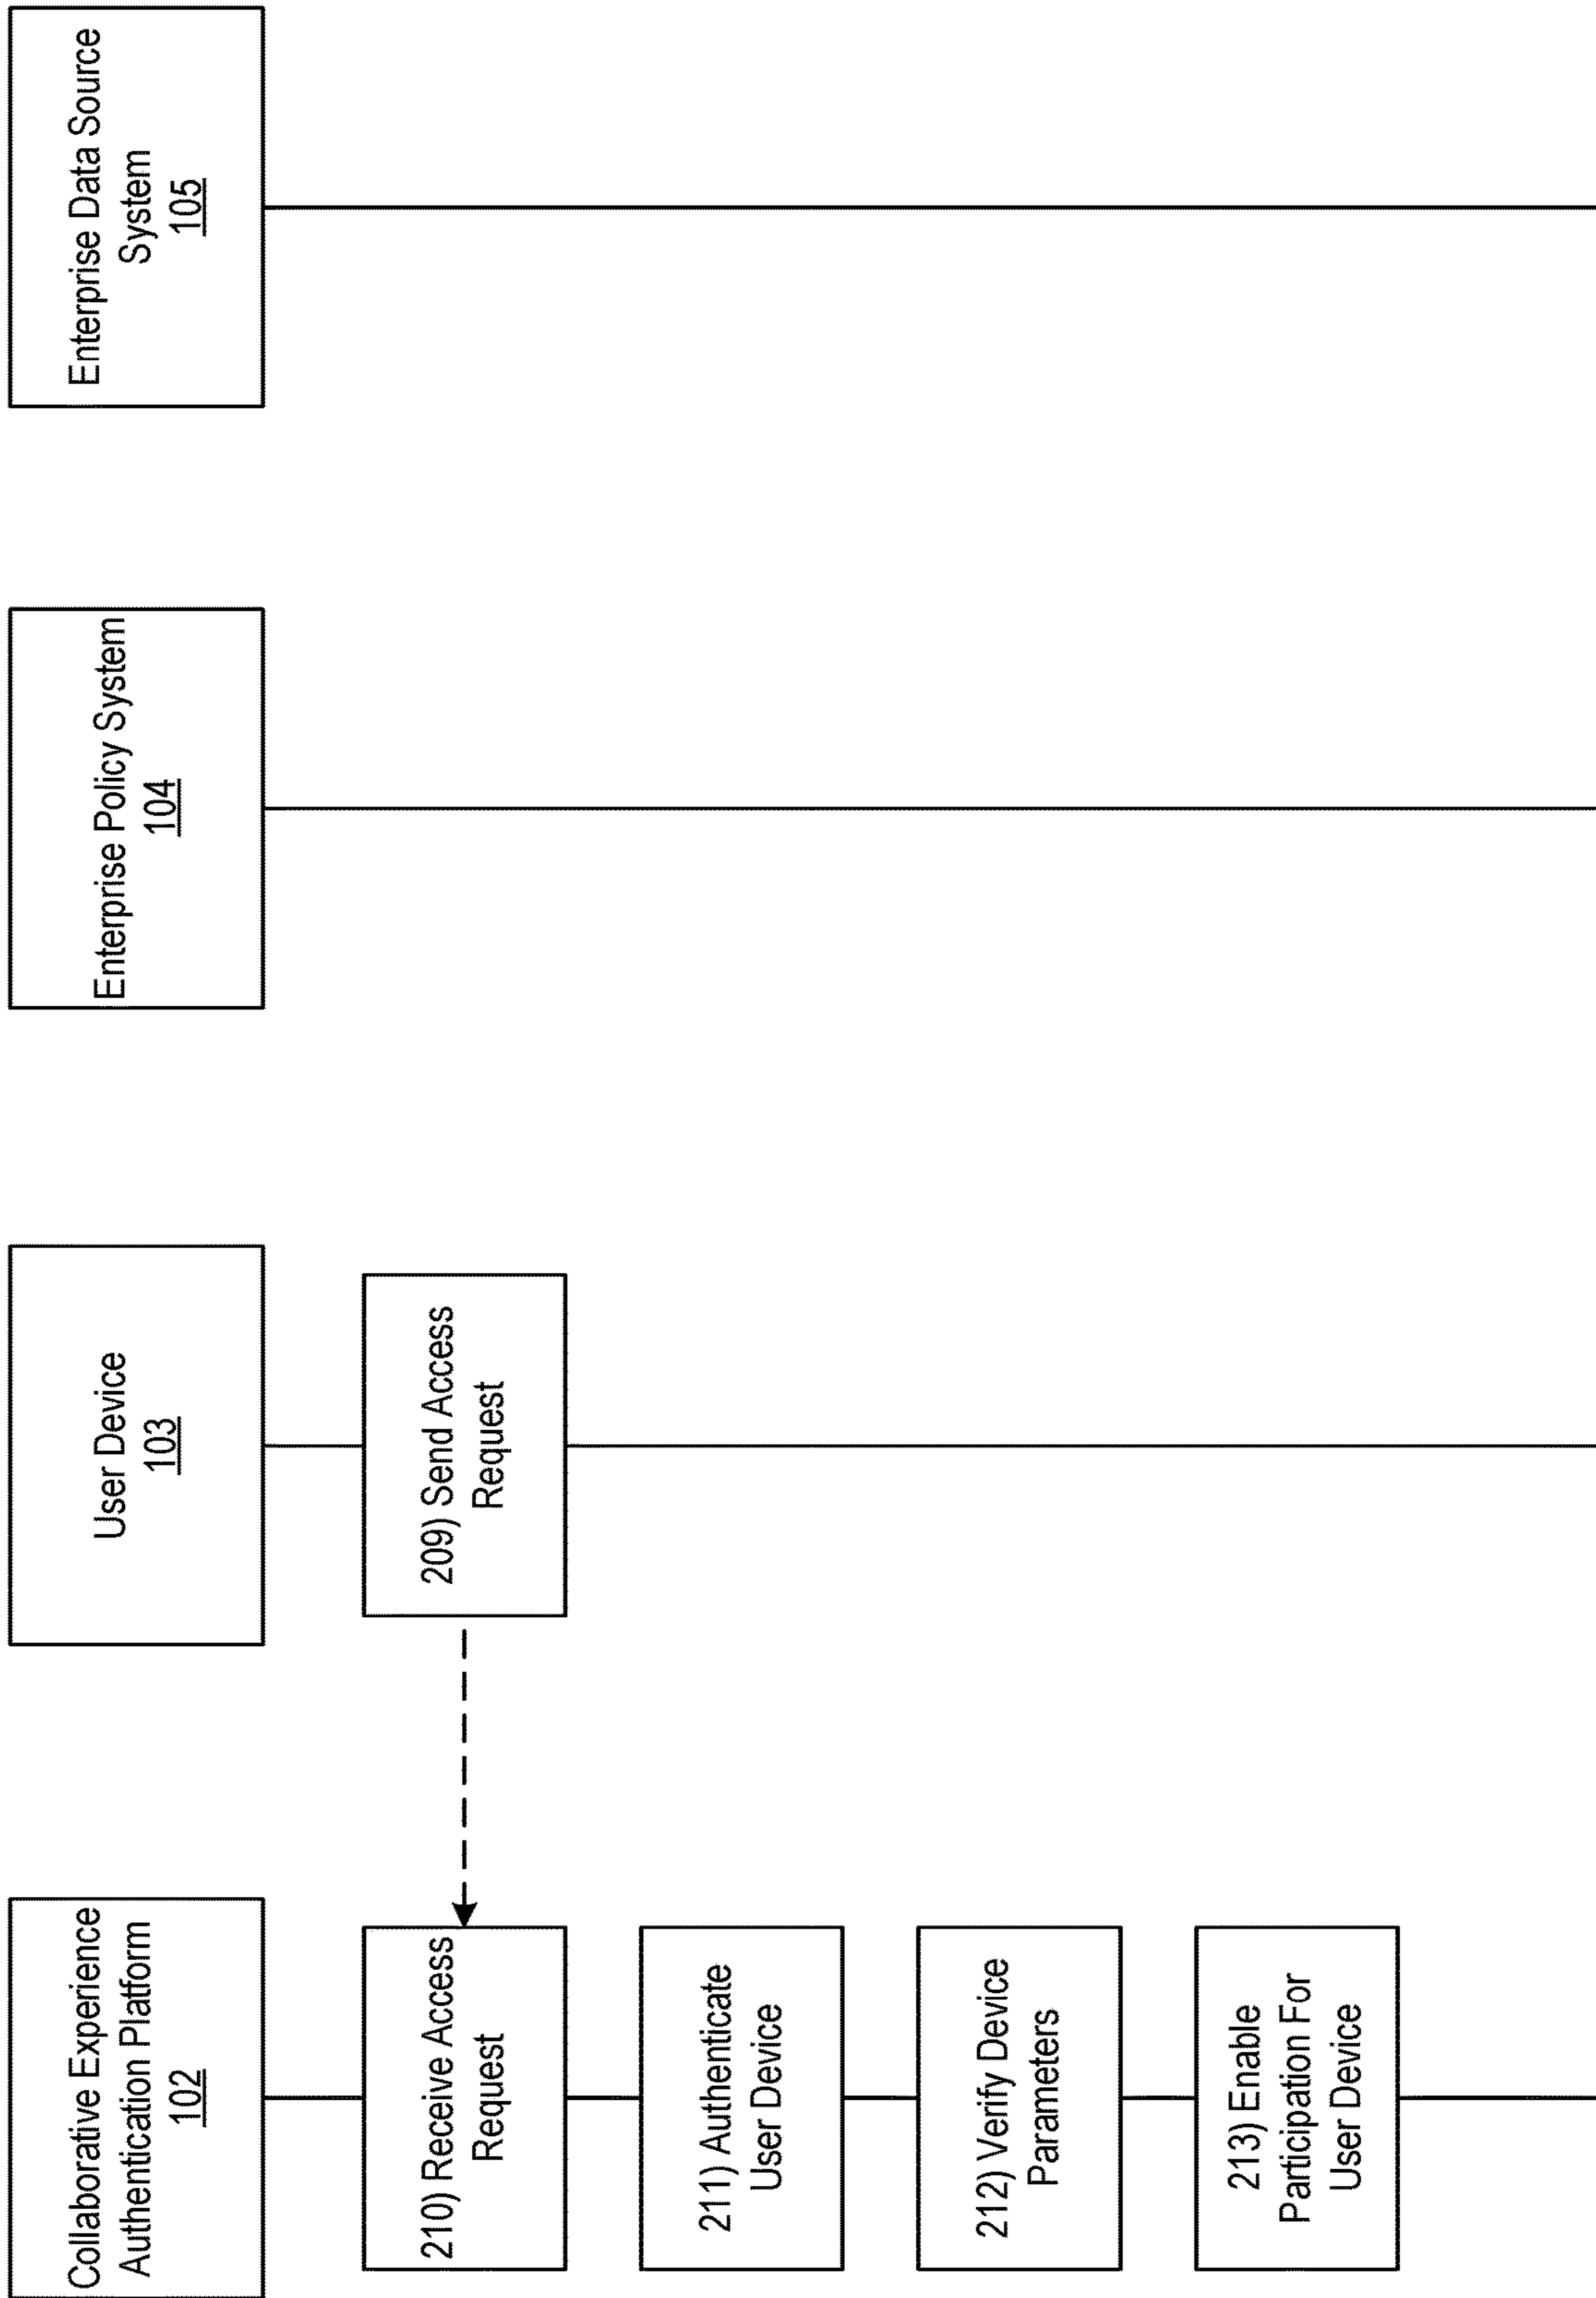 Collaborative Experience
Authentication Platform
102
User Device
103
Enterprise Policy System
104
Enterprise Data Source
System
105
209) Send Access
Request
210) Receive Access
Request
211) Authenticate
User Device
212) Verify Device
Parameters
213) Enable
Participation For
User Device